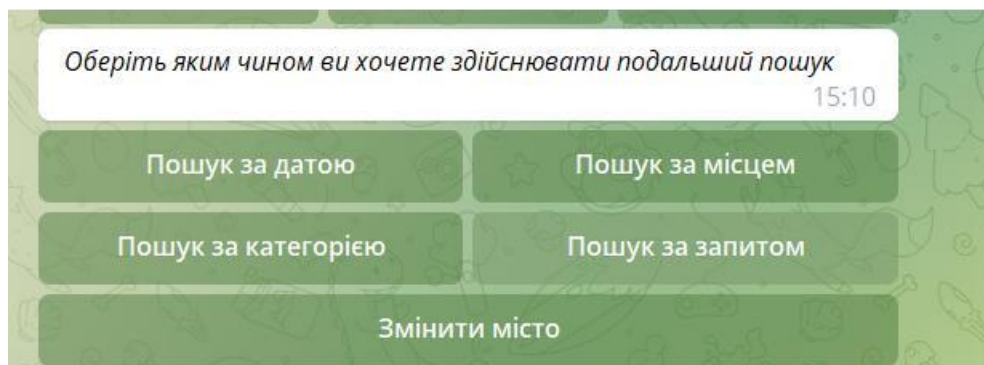 Оберіть яким чином ви хочете здійснювати подальший пошук
15:10
Пошук за датою
Пошук за місцем
Пошук за категорією
Пошук за запитом
Змінити місто